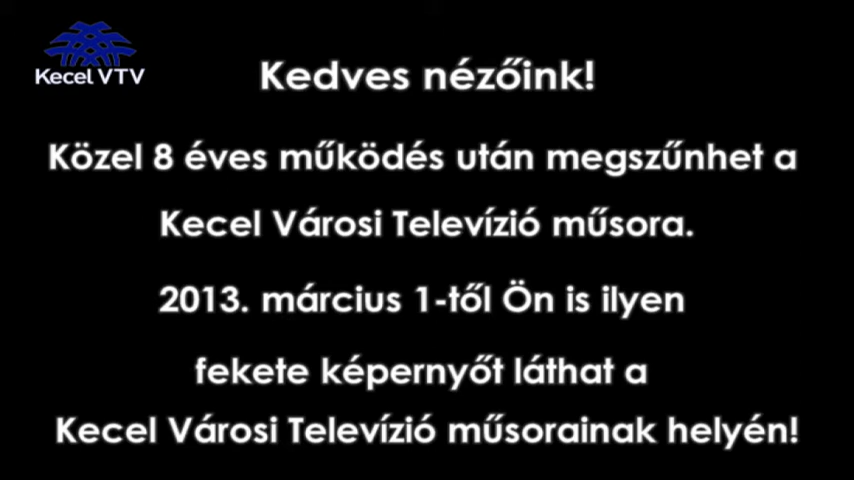 Kecel VTV
Kedves nézőink!
Közel 8 éves működés után megszűnhet a
Kecel Városi Televízió műsora.
2013. március 1-től Ön is ilyen
fekete képernyőt láthat a
Kecel Városi Televízió műsorainak helyén!